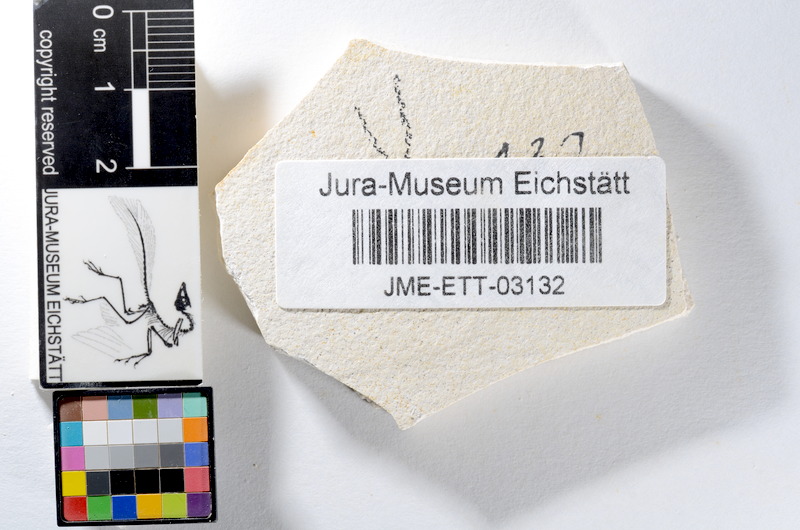 0
cm
1
2
copyright reserved
JURA-MUSEUM EICHSTÄTT
Jura-Museum Eichstätt
JME-ETT-03132